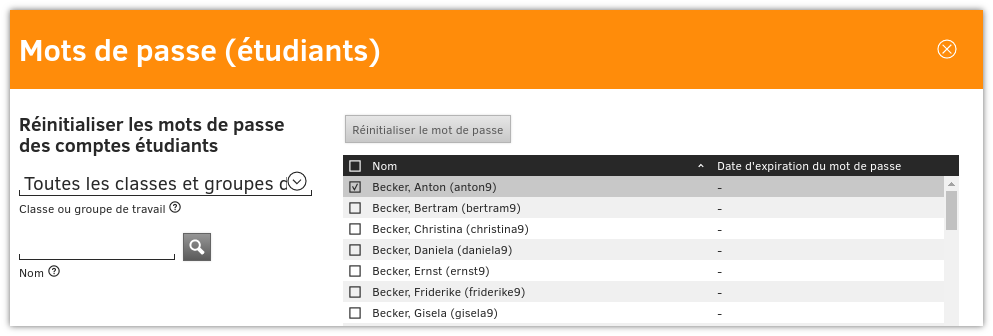 Mots de passe (étudiants)
Réinitialiser les mots de passe
des comptes étudiants
Toutes les classes et groupes d
Classe ou groupe de travail
Nom
Réinitialiser le mot de passe
Nom Date d'expiration du mot de passe
Becker, Anton (anton9) -
Becker, Bertram (bertram9) -
Becker, Christina (christina9) -
Becker, Daniela (daniela9) -
Becker, Ernst (ernst9) -
Becker, Friderike (friderike9) -
Becker, Gisela (gisela9) -